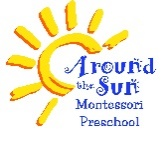 Around
the Sun
Montessori
Preschool